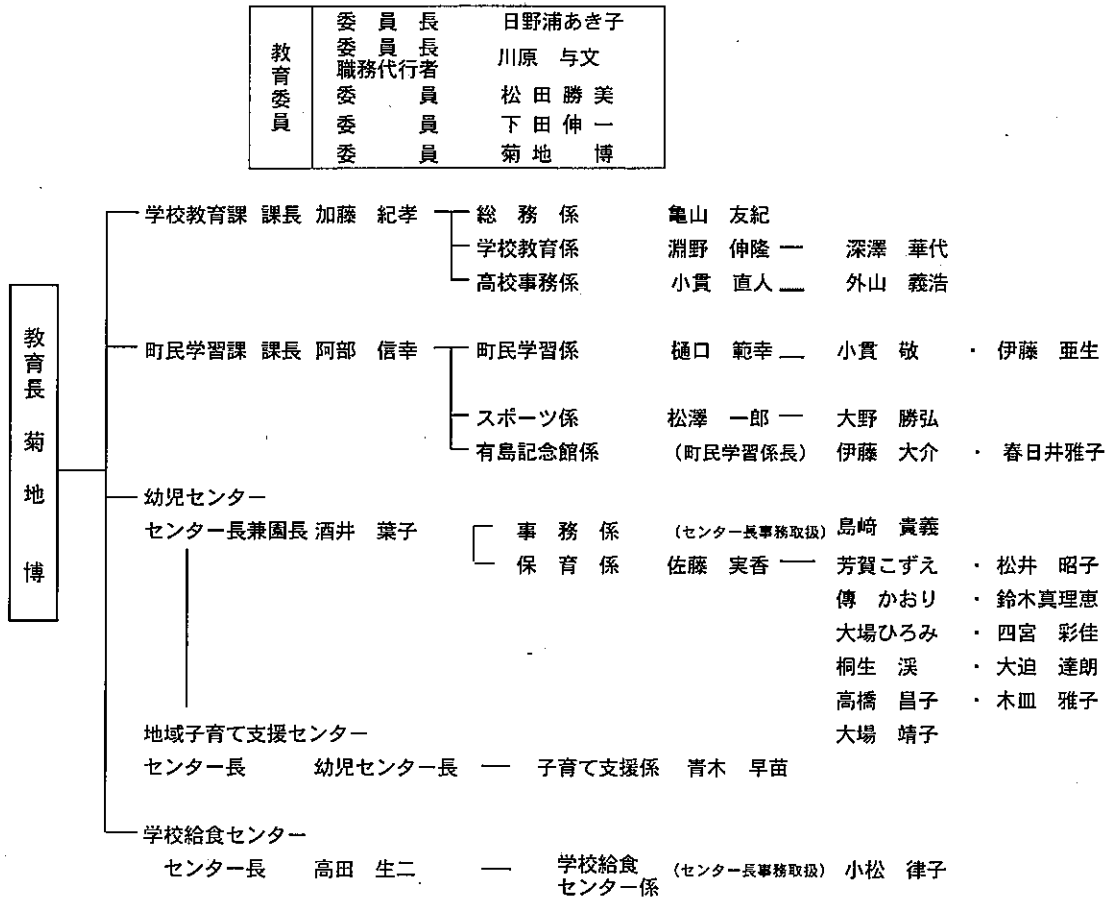 教育委員
委員長 日野浦あき子
委員長
職務代行者 川原 与文
委員 松田勝美
委員 下田伸一
委員 菊地 博
教育長 菊地 博
学校教育課 課長 加藤 紀孝 総務係 亀山 友紀
学校教育係 淵野 伸隆 ― 深澤 華代
高校事務係 小貫 直人 ― 外山 義浩
町民学習課 課長 阿部 信幸 町民学習係 樋口 範幸 ― 小貫 敬 ・ 伊藤 亜生
スポーツ係 松澤 一郎 ― 大野 勝弘
有島記念館係 (町民学習係長) 伊藤 大介 ・ 春日井雅子
幼児センター
センター長兼園長 酒井 葉子 事務係 (センター長事務取扱) 島﨑 貴義
保育係 佐藤 実香 ― 芳賀こずえ ・ 松井 昭子
傳 かおり ・ 鈴木真理恵
大場ひろみ ・ 四宮 彩佳
桐生 渓 ・ 大迫 達朗
高橋 昌子 ・ 木皿 雅子
大場 靖子
地域子育て支援センター
センター長 幼児センター長 ― 子育て支援係 青木 早苗
学校給食センター
センター長 高田 生二 ― 学校給食
センター係 (センター長事務取扱) 小松 律子